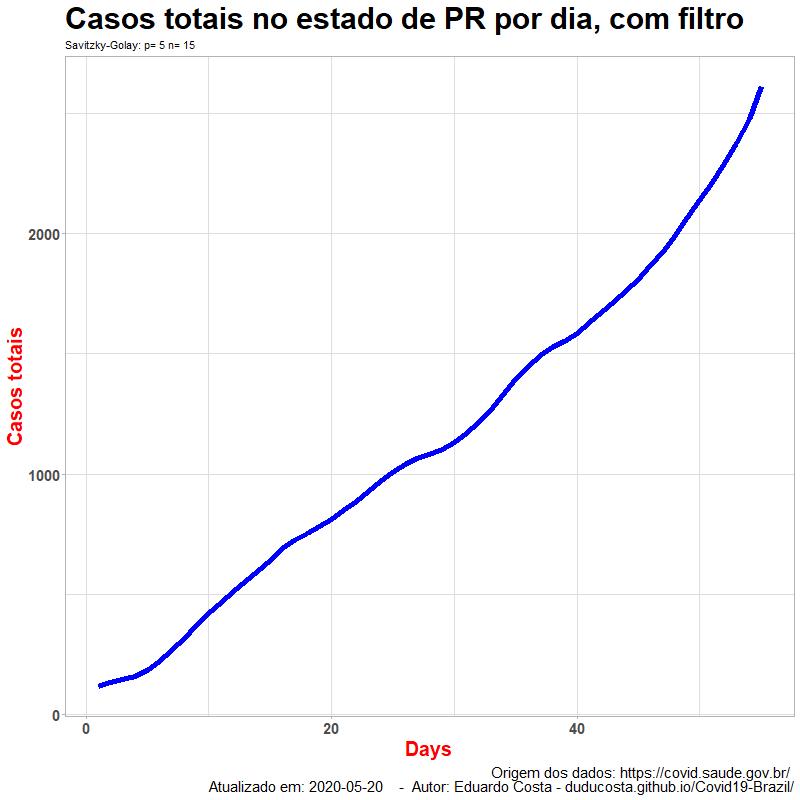 Casos totais no estado de PR por dia, com filtro
Savitzky-Golay: p= 5 n= 15
Casos totais
2000
1000
0
0 20 40
Days
Origem dos dados: https://covid.saude.gov.br/
Atualizado em: 2020-05-20 - Autor: Eduardo Costa - duducosta.github.io/Covid19-Brazil/